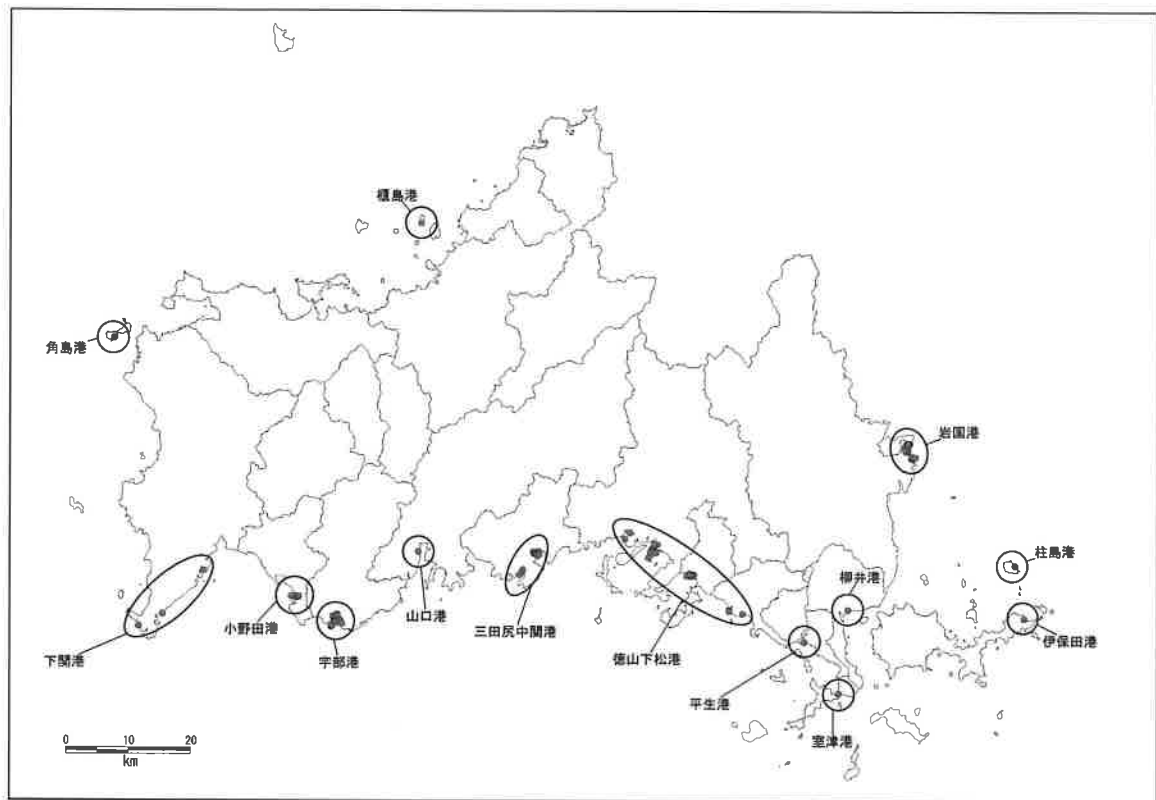 櫃島港
角島港
岩国港
柱島港
柳井港
伊保田港
山口港
小野田港
三田尻中関港
徳山下松港
下関港
宇部港
平生港
室津港
0 10 20
km